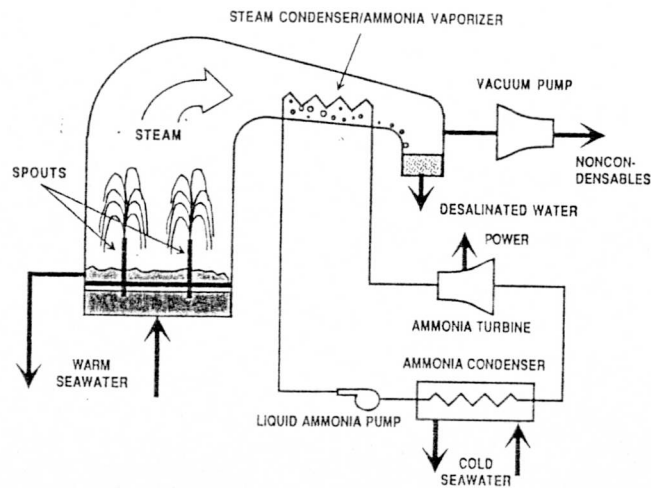 STEAM CONDENSER/AMMONIA VAPORIZER
VACUUM PUMP
STEAM
NONCON-
DENSABLES
SPOUTS
DESALINATED WATER
POWER
AMMONIA TURBINE
WARM
SEAWATER
AMMONIA CONDENSER
LIQUID AMMONIA PUMP
COLD
SEAWATER